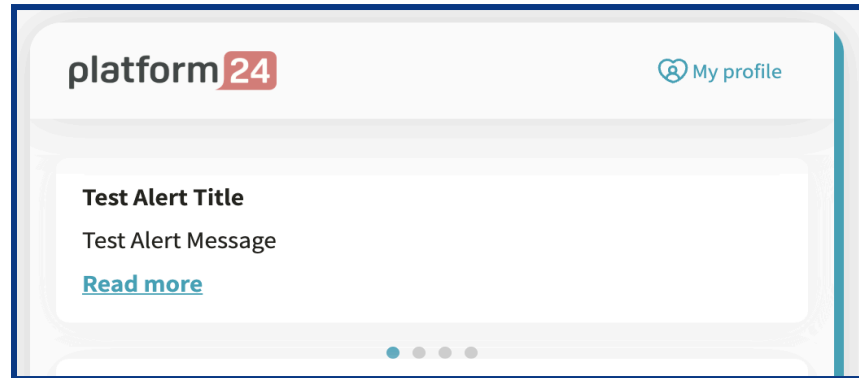 platform24
My profile
Test Alert Title
Test Alert Message
Read more